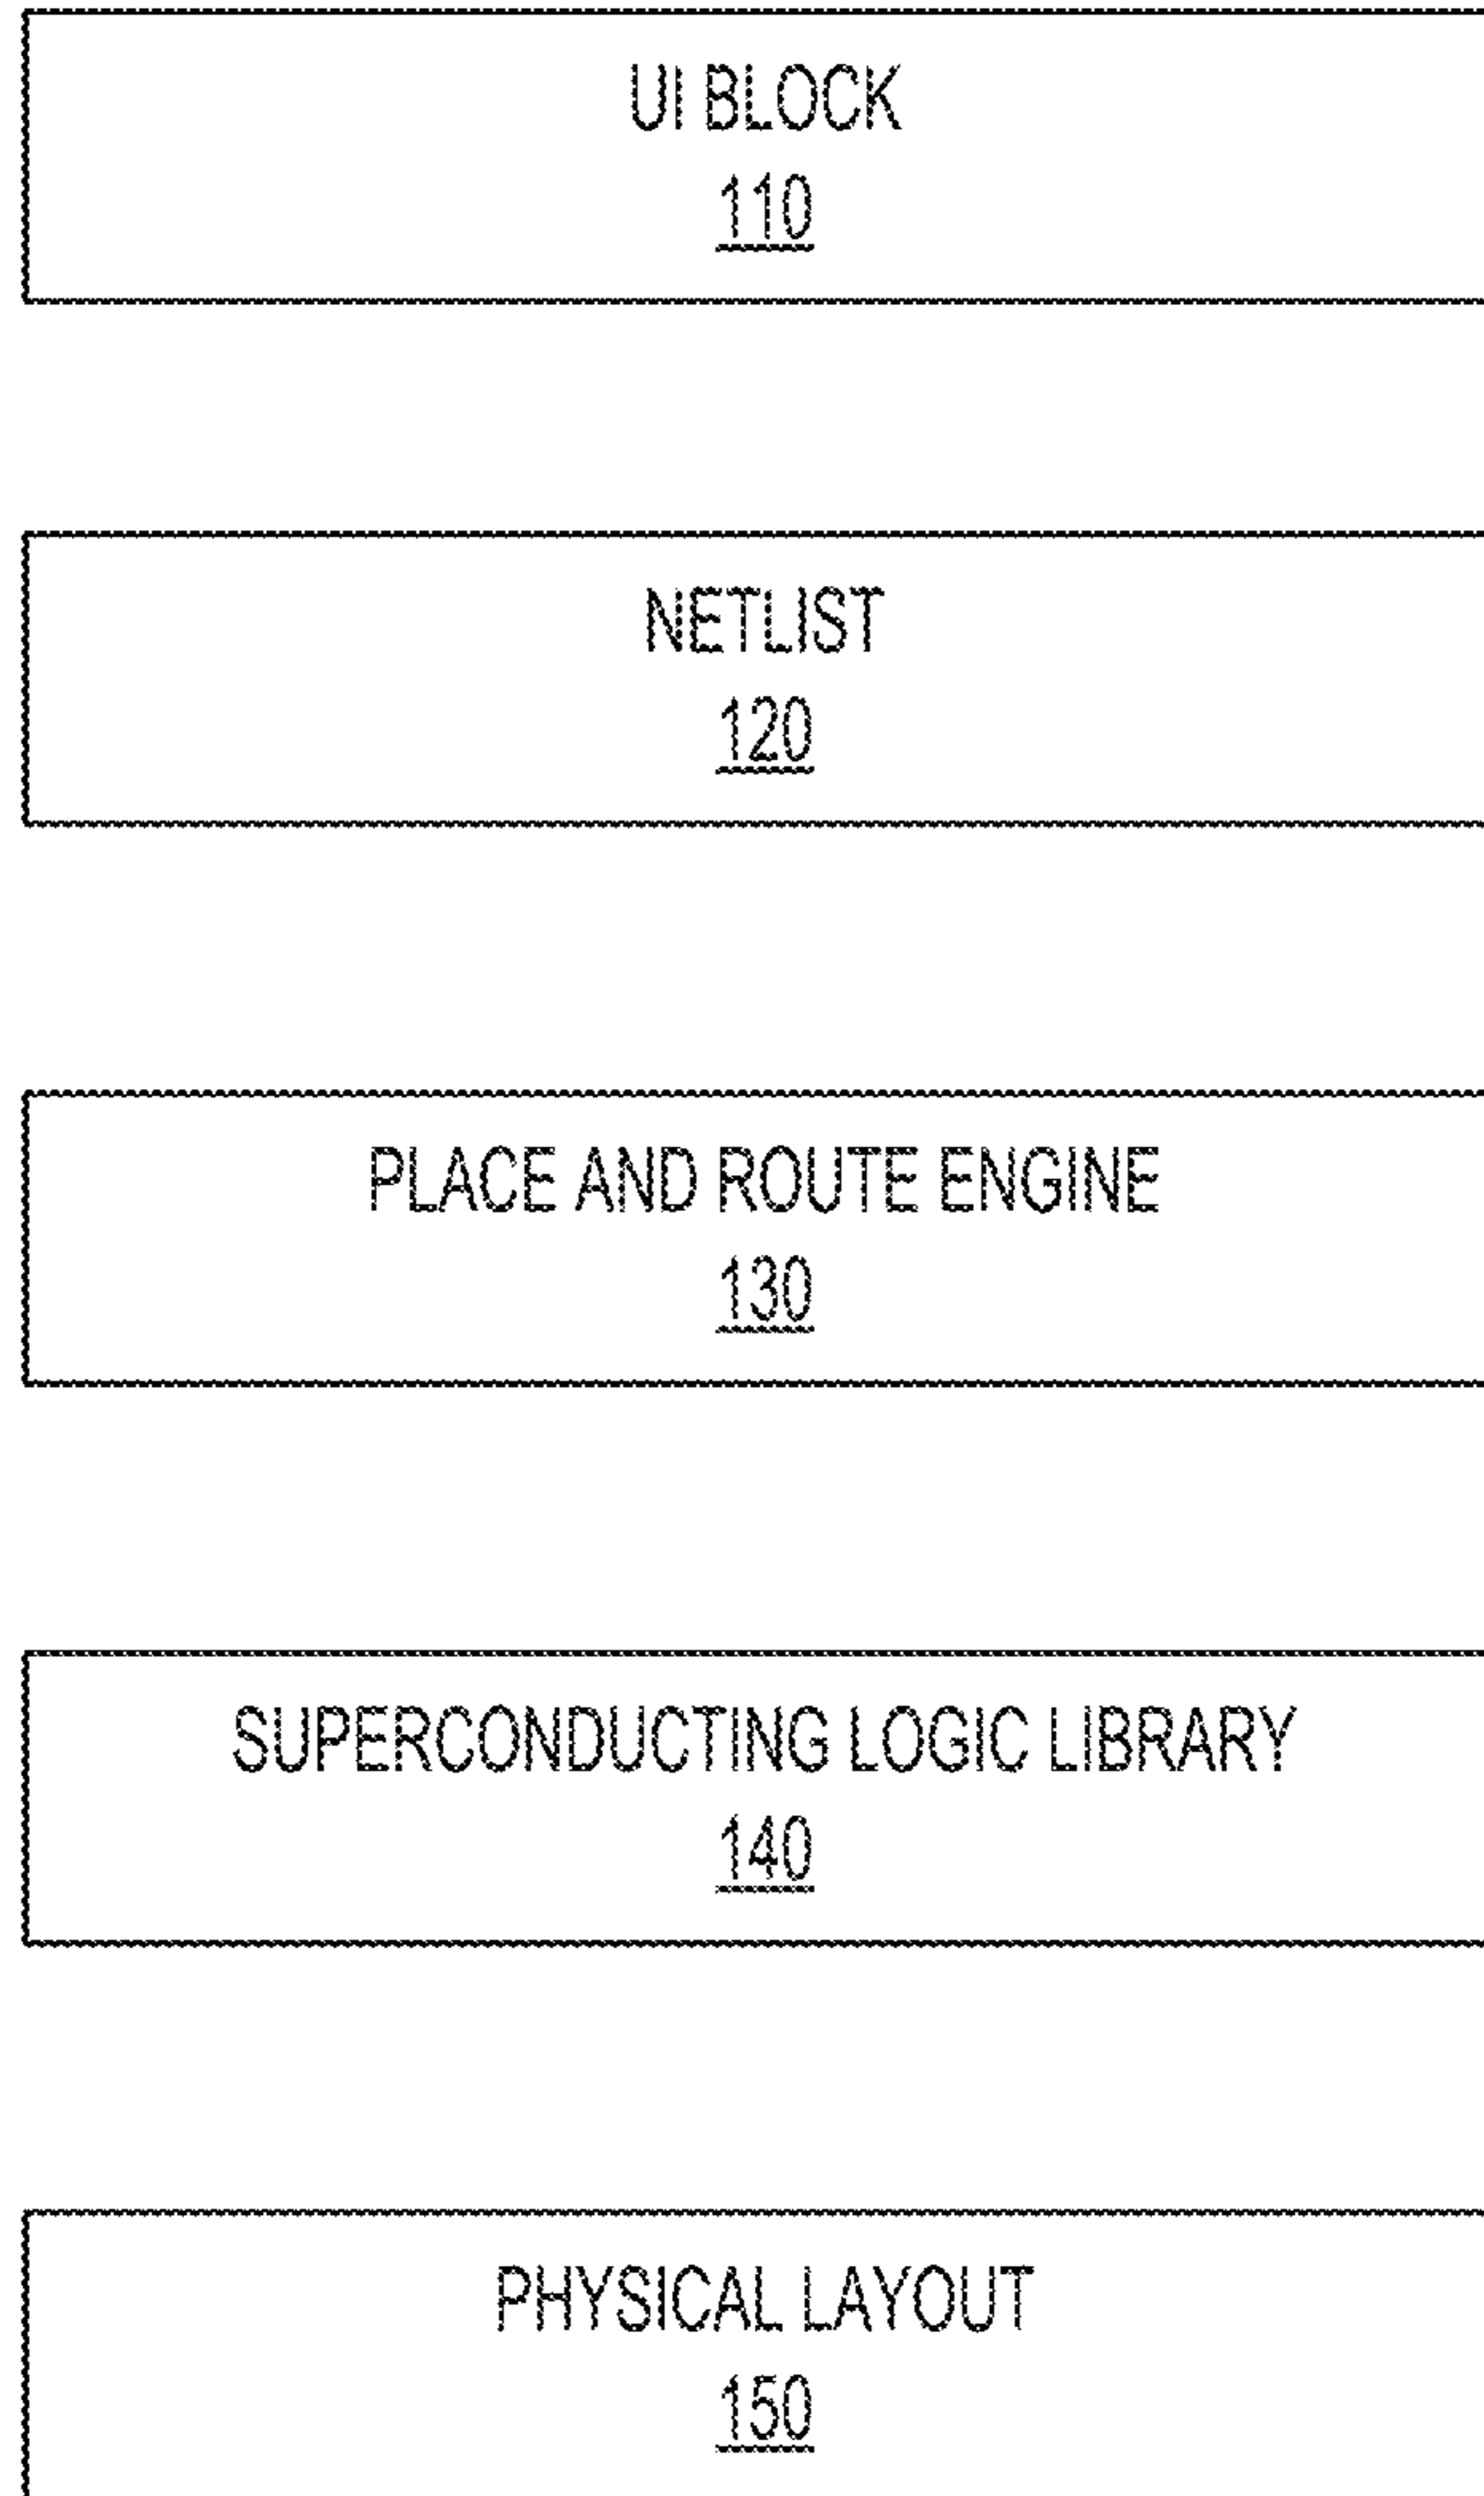 UI BLOCK
110
NETLIST
120
PLACE AND ROUTE ENGINE
130
SUPERCONDUCTING LOGIC LIBRARY
140
PHYSICAL LAYOUT
150